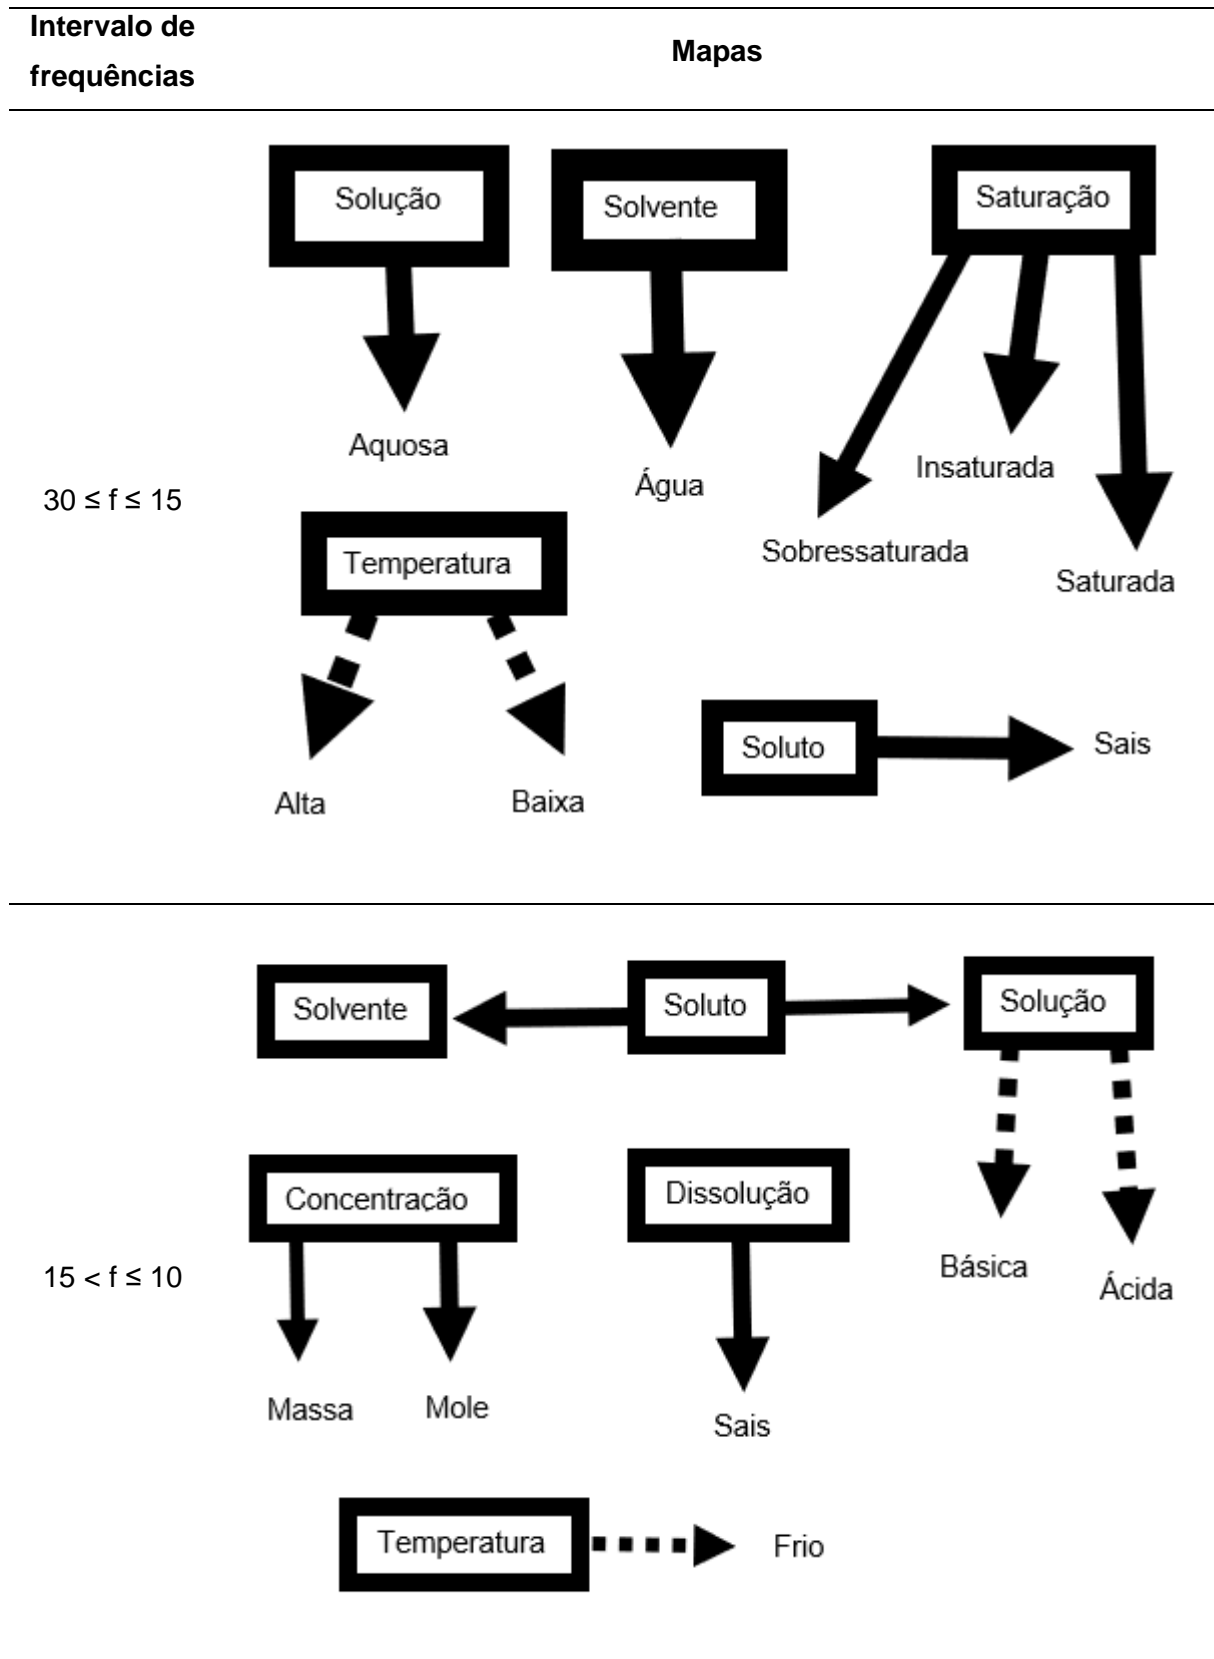 Intervalo de
frequências
Mapas
Solução
Solvente
Saturação
Aquosa
Água
Insaturada
30 ≤ f ≤ 15
Sobressaturada
Saturada
Temperatura
Soluto
Sais
Alta
Baixa
Solvente
Soluto
Solução
Concentração
Dissolução
15 < f ≤ 10
Básica
Ácida
Massa
Mole
Sais
Temperatura
Frio